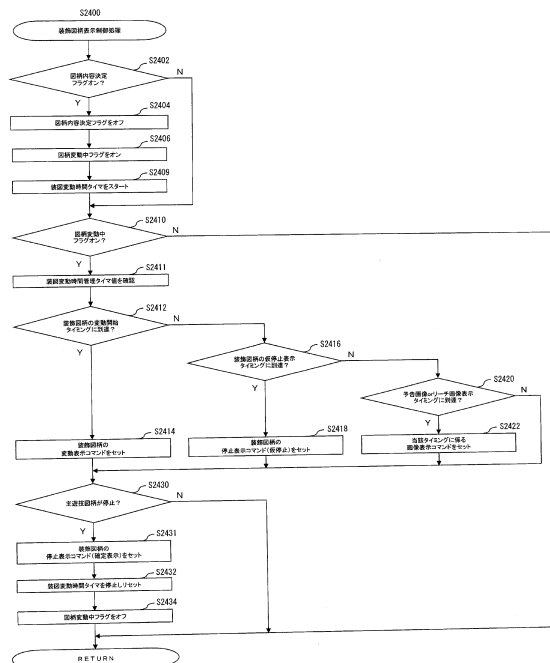 S2400
装飾図柄表示制御処理
S2402
図柄内容決定
フラグオン?
N
Y
S2404
図柄内容決定フラグをオフ
S2406
図柄変動中フラグをオン
S2409
装図変動時間タイマをスタート
S2410
図柄変動中
フラグオン?
N
Y
S2411
装図変動時間管理タイマ値を確認
S2412
装飾図柄の変動開始
タイミングに到達?
N
Y
S2416
装飾図柄の仮停止表示
タイミングに到達?
N
Y
S2420
予告画像orリーチ画像表示
タイミングに到達?
N
Y
S2414
装飾図柄の
変動表示コマンドをセット
S2418
装飾図柄の
停止表示コマンド(仮停止)をセット
S2422
当該タイミングに係る
画像表示コマンドをセット
S2430
主遊技図柄が停止?
N
Y
S2431
装飾図柄の
停止表示コマンド(確定表示)をセット
S2432
装図変動時間タイマを停止しリセット
S2434
図柄変動中フラグをオフ
RETURN